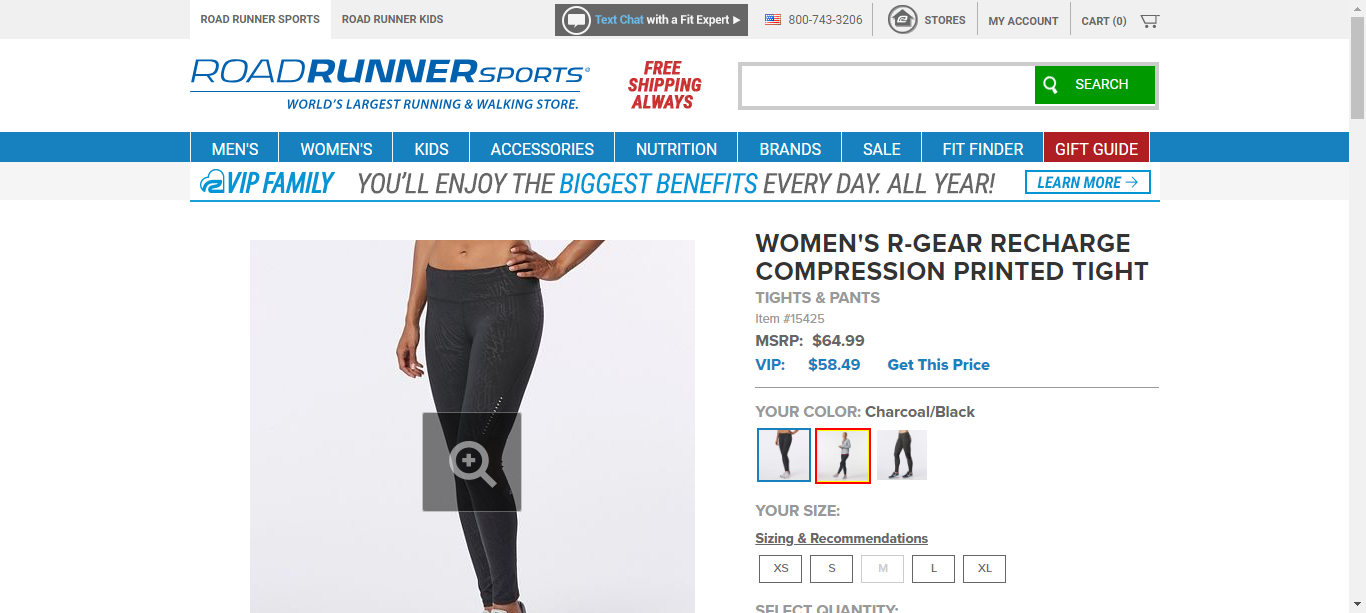 ROAD RUNNER SPORTS
ROAD RUNNER KIDS
Text Chat with a Fit Expert ▶
800-743-3206
STORES
MY ACCOUNT
CART (0)
ROADRUNNERSPORTS®
WORLD'S LARGEST RUNNING & WALKING STORE.
FREE
SHIPPING
ALWAYS
SEARCH
MEN'S
WOMEN'S
KIDS
ACCESSORIES
NUTRITION
BRANDS
SALE
FIT FINDER
GIFT GUIDE
VIP FAMILY YOU'LL ENJOY THE BIGGEST BENEFITS EVERY DAY. ALL YEAR! LEARN MORE →
WOMEN'S R-GEAR RECHARGE
COMPRESSION PRINTED TIGHT
TIGHTS & PANTS
Item #15425
MSRP: $64.99
VIP: $58.49 Get This Price
YOUR COLOR: Charcoal/Black
YOUR SIZE:
Sizing & Recommendations
XS
S
M
L
XL
SELECT QUANTITY: